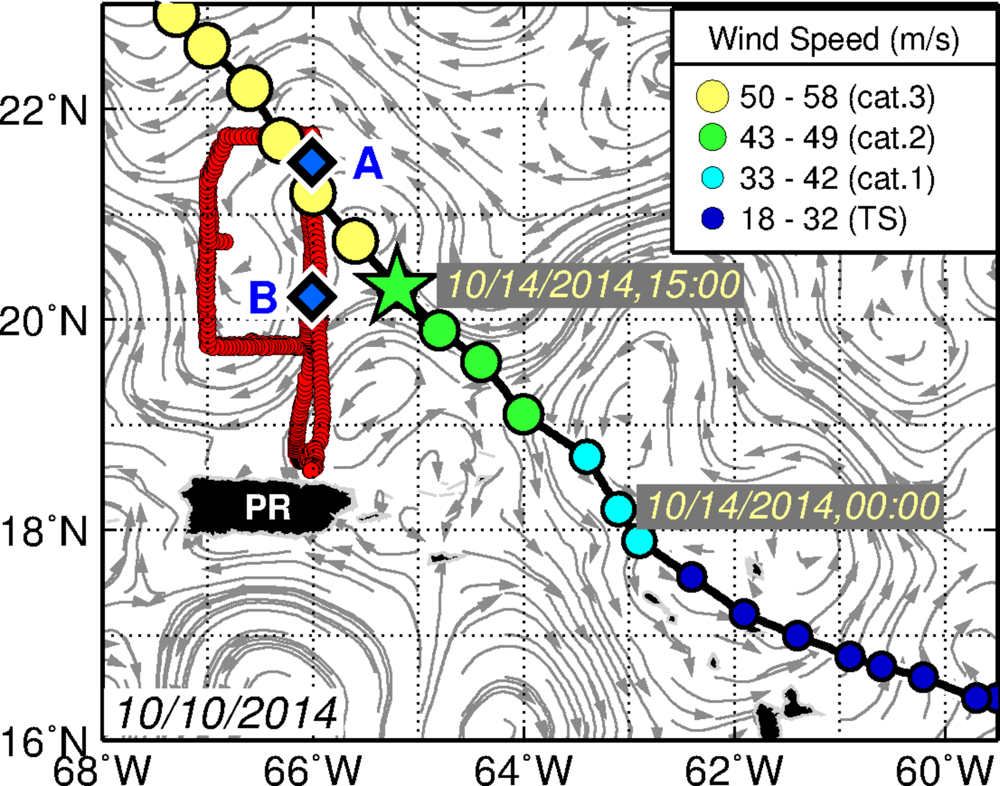 Wind Speed (m/s)
50 - 58 (cat.3)
43 - 49 (cat.2)
33 - 42 (cat.1)
18 - 32 (TS)
22°N
A
10/14/2014,15:00
B
20°N
10/14/2014,00:00
PR
18°N
10/10/2014
16°N
68°W
66°W
64°W
62°W
60°W